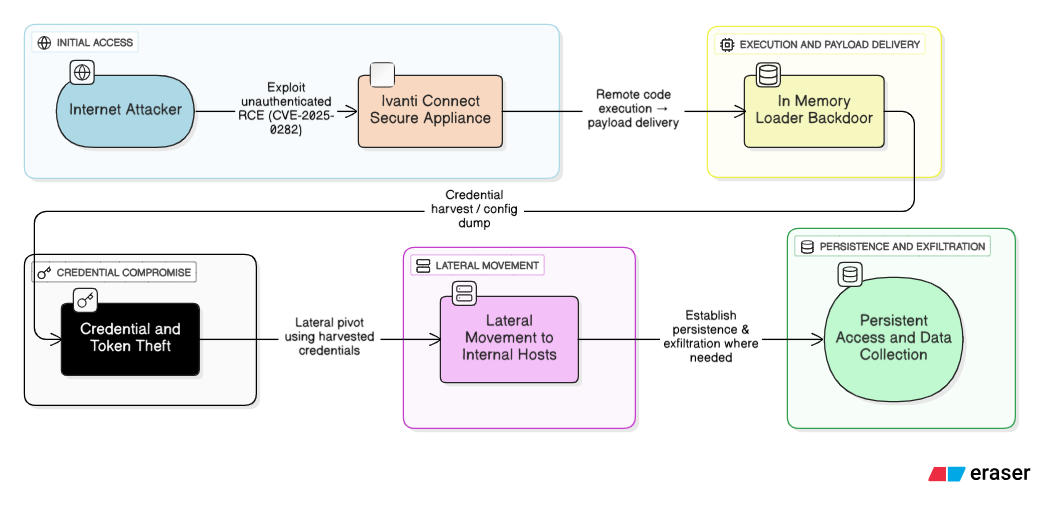 INITIAL ACCESS
Internet Attacker
Exploit
unauthenticated
RCE (CVE-2025-
0282)
Ivanti Connect
Secure Appliance
Remote code
execution →
payload delivery
EXECUTION AND PAYLOAD DELIVERY
In Memory
Loader Backdoor
Credential
harvest / config
dump
CREDENTIAL COMPROMISE
Credential and
Token Theft
Lateral pivot
using harvested
credentials
LATERAL MOVEMENT
Lateral
Movement to
Internal Hosts
Establish
persistence &
exfiltration where
needed
PERSISTENCE AND EXFILTRATION
Persistent
Access and Data
Collection
eraser